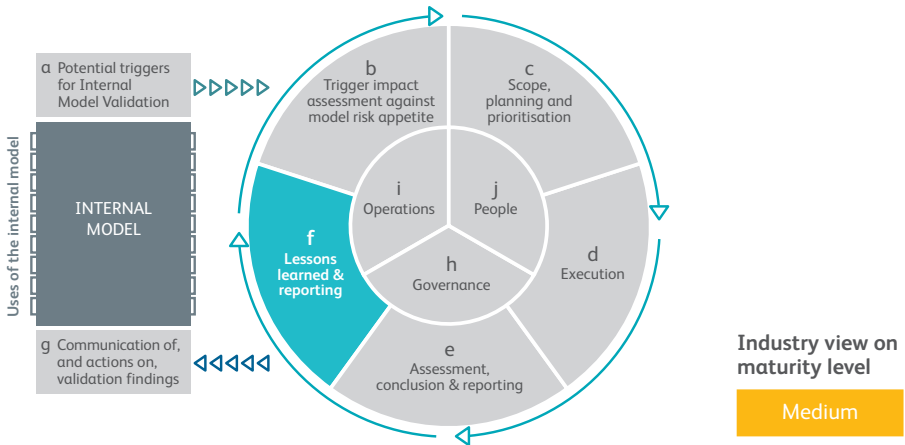 a Potential triggers
for Internal
Model Validation
Uses of the internal model
INTERNAL
MODEL
g Communication of,
and actions on,
validation findings
b
Trigger impact
assessment against
model risk appetite
c
Scope,
planning and
prioritisation
d
Execution
e
Assessment,
conclusion & reporting
f
Lessons
learned &
reporting
i
Operations
j
People
h
Governance
Industry view on
maturity level
Medium